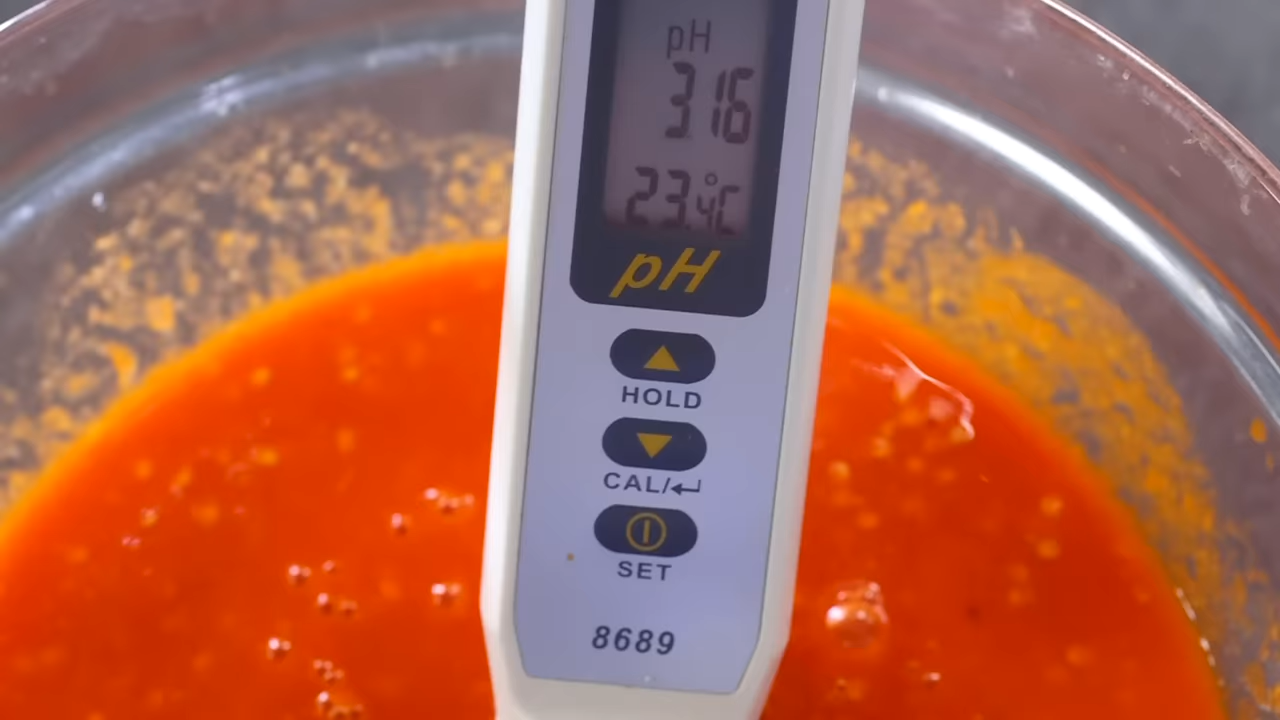 pH
3.16
23.4°C
pH
HOLD
CAL/↵
SET
8689